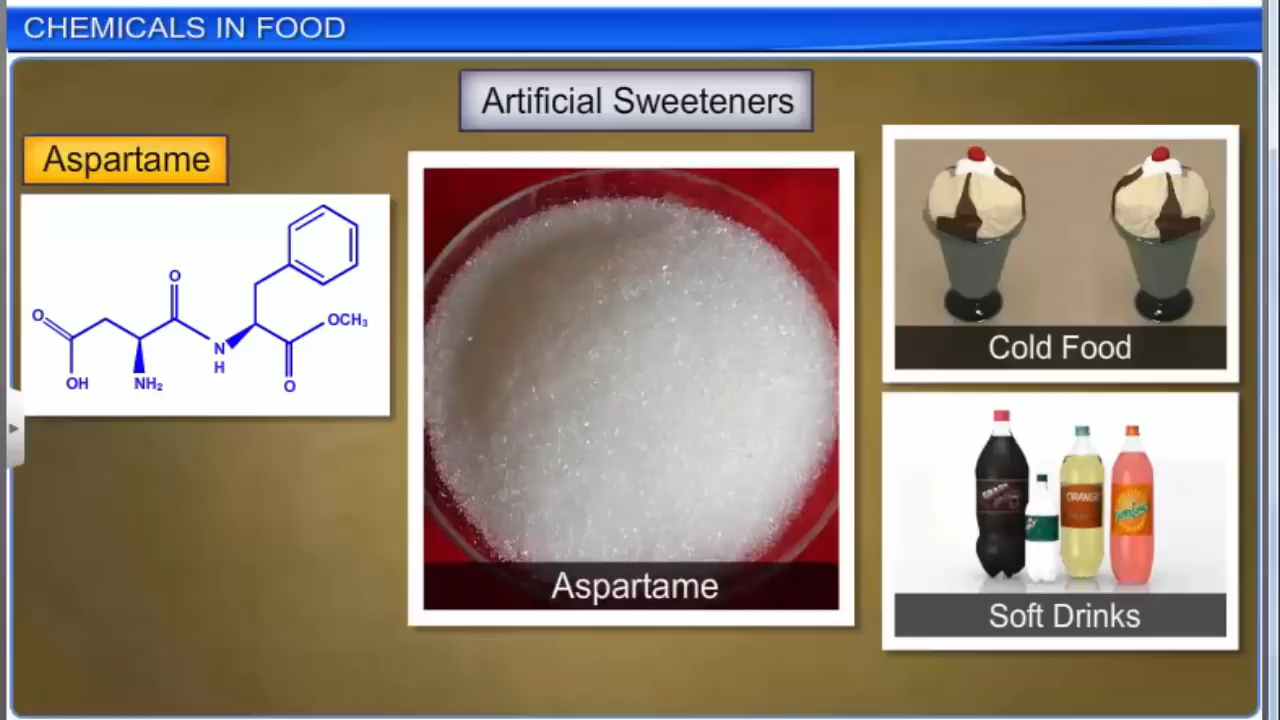 CHEMICALS IN FOOD
Artificial Sweeteners
Aspartame
O
O
OH
NH₂
N
H
OCH₃
O
Aspartame
Cold Food
ORANGE
Soft Drinks